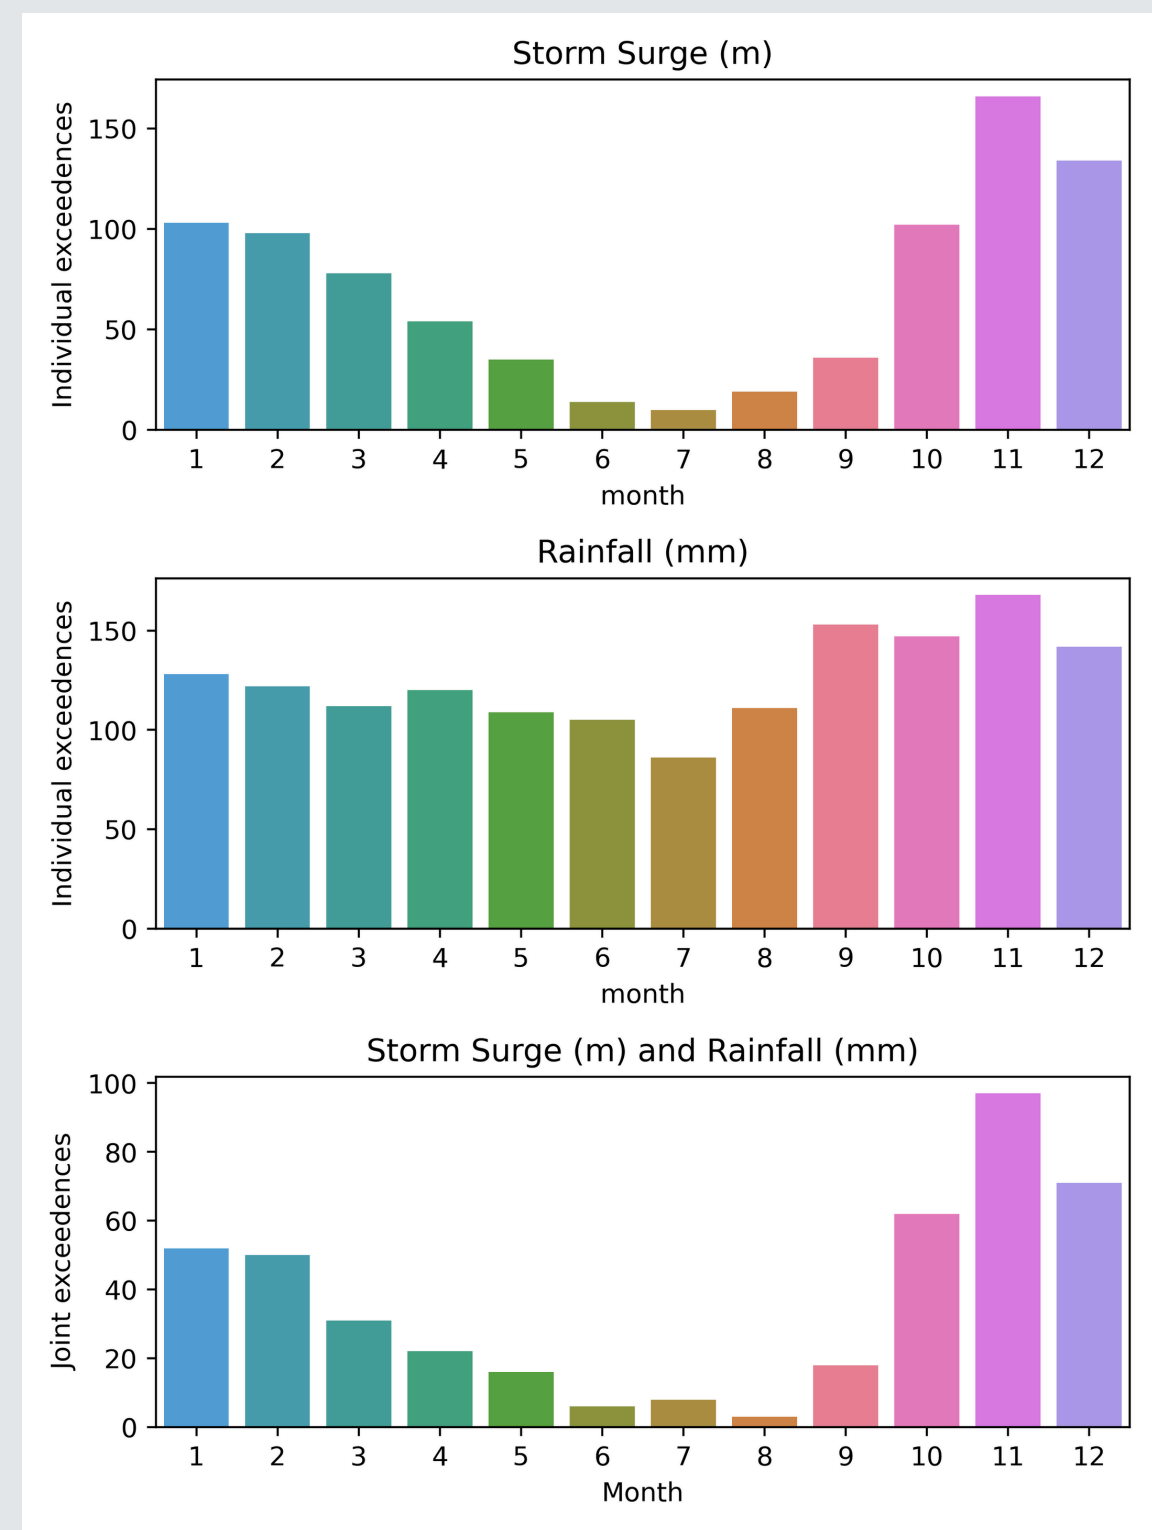 Storm Surge (m)
Individual exceedences
150
100
50
0
1 2 3 4 5 6 7 8 9 10 11 12
month
Rainfall (mm)
Individual exceedences
150
100
50
0
1 2 3 4 5 6 7 8 9 10 11 12
month
Storm Surge (m) and Rainfall (mm)
Joint exceedences
100
80
60
40
20
0
1 2 3 4 5 6 7 8 9 10 11 12
Month